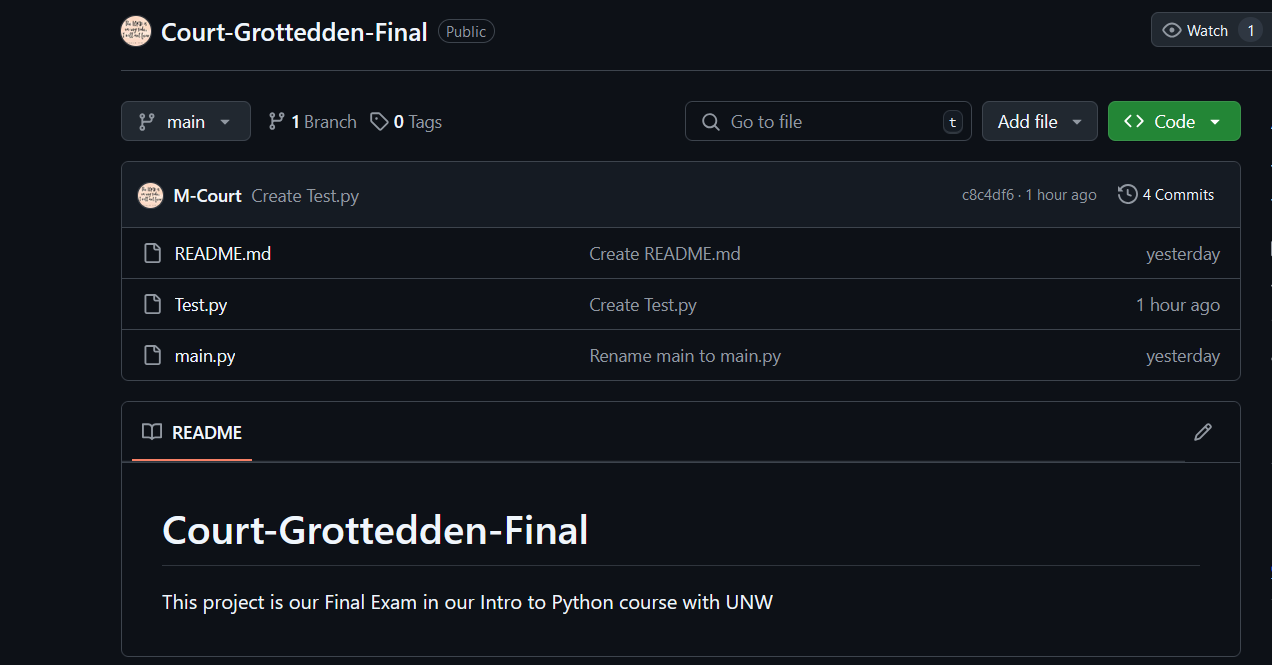 Court-Grottedden-Final Public Watch 1
main 1 Branch 0 Tags Go to file t Add file Code
M-Court Create Test.py c8c4df6 · 1 hour ago 4 Commits
README.md Create README.md yesterday
Test.py Create Test.py 1 hour ago
main.py Rename main to main.py yesterday
README
Court-Grottedden-Final
This project is our Final Exam in our Intro to Python course with UNW